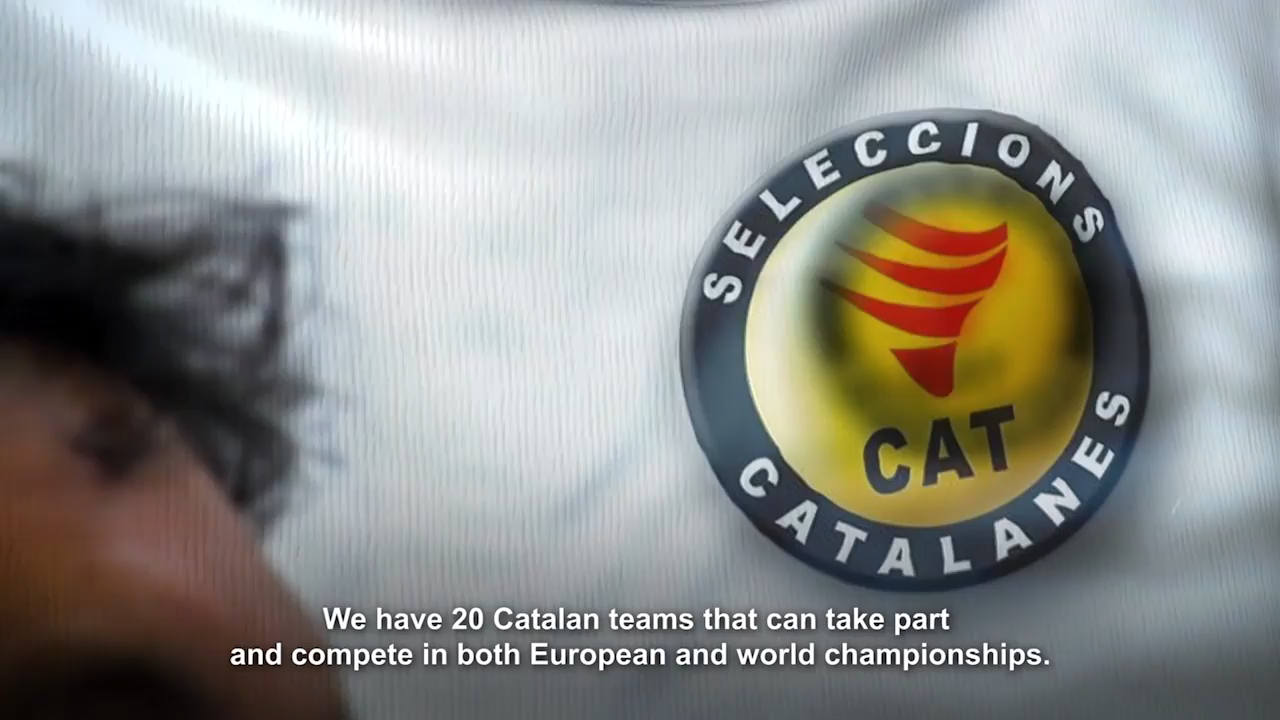 SELECCIONS
CAT
CATALANES
We have 20 Catalan teams that can take part
and compete in both European and world championships.